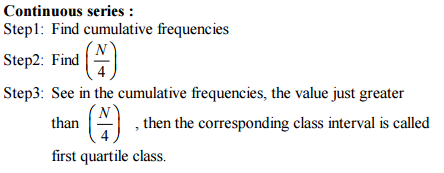 Continuous series :
Step1: Find cumulative frequencies
Step2: Find (N/4)
Step3: See in the cumulative frequencies, the value just greater
than (N/4) , then the corresponding class interval is called
first quartile class.